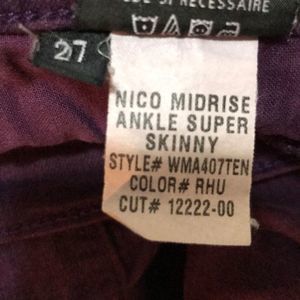 SI NECESSAIRE
27
NICO MIDRISE
ANKLE SUPER
SKINNY
STYLE# WMA407TEN
COLOR# RHU
CUT# 12222-00